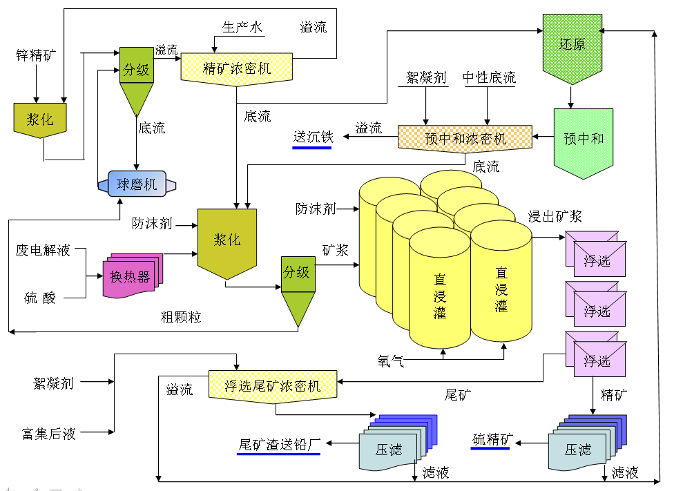 生产水
溢流
还原
锌精矿
溢流
分级
精矿浓密机
絮凝剂
中性底流
浆化
底流
底流
送沉铁
溢流
预中和浓密机
预中和
底流
球磨机
防沫剂
防沫剂
浸出矿浆
浆化
矿浆
废电解液
换热器
分级
直浸灌
直浸灌
浮选
硫 酸
浮选
粗颗粒
氧气
浮选
絮凝剂
溢流
浮选尾矿浓密机
尾矿
精矿
富集后液
尾矿渣送铅厂
压滤
硫精矿
压滤
滤液
滤液